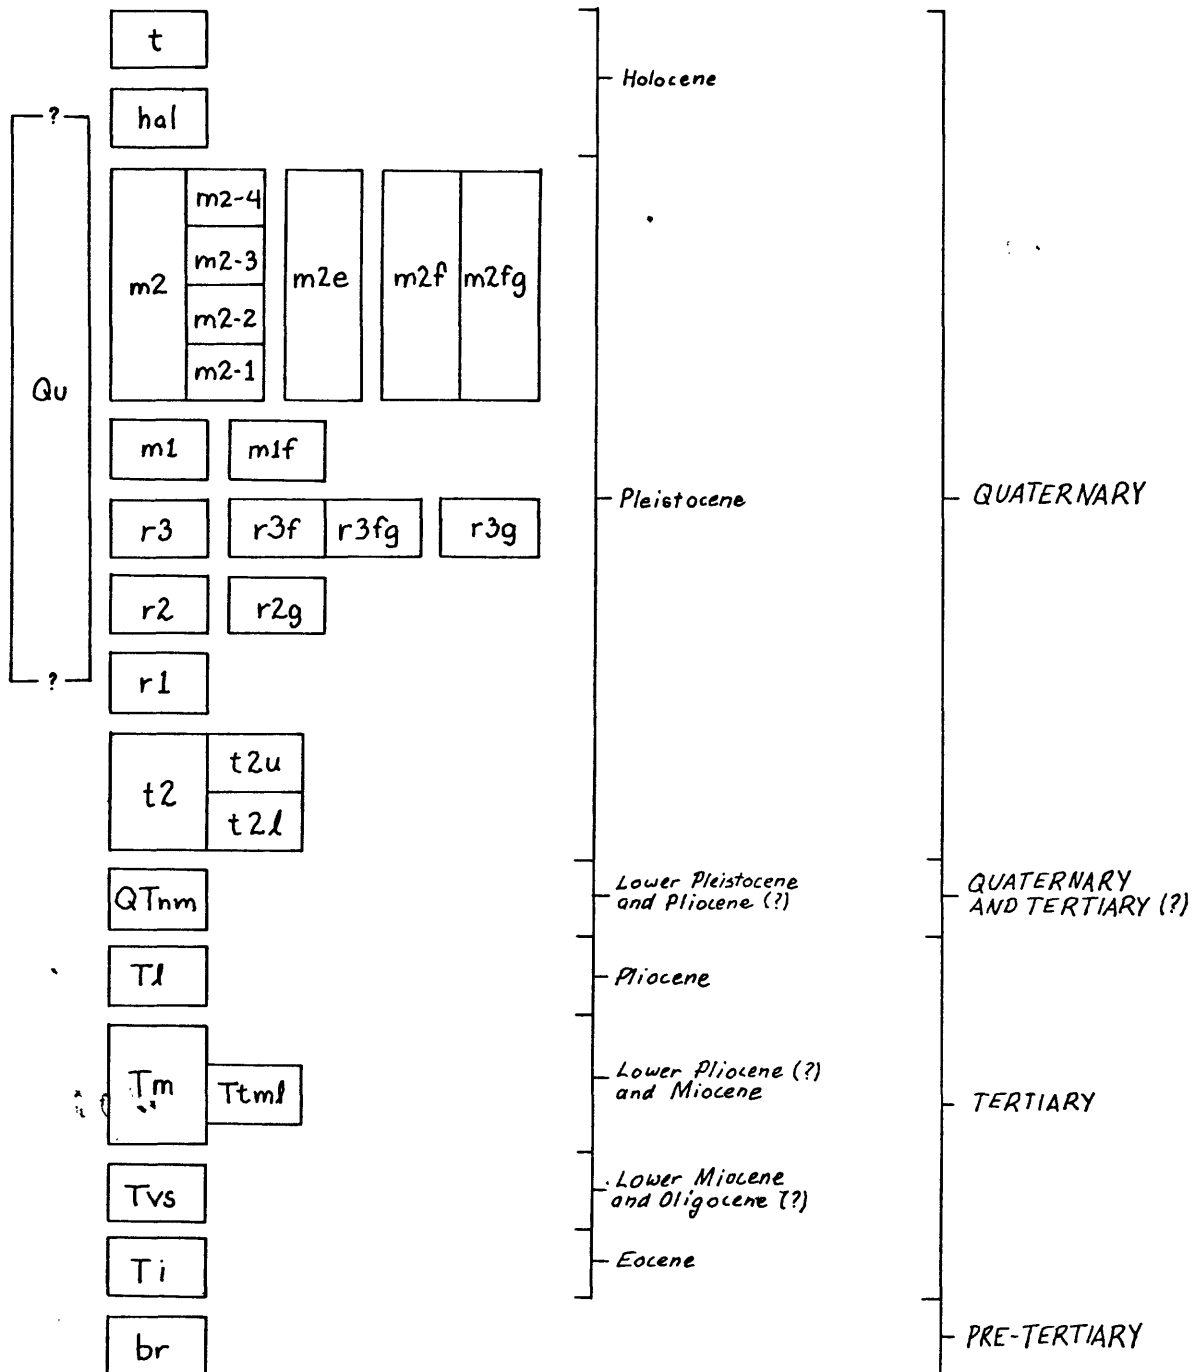 t
Holocene
?
hal
m2
m2-4
m2-3
m2-2
m2-1
m2e
m2f
m2fg
Qu
m1
m1f
Pleistocene
QUATERNARY
r3
r3f
r3fg
r3g
r2
r2g
?
r1
t2
t2u
t2l
QTnm
Lower Pleistocene
and Pliocene (?)
QUATERNARY
AND TERTIARY (?)
Tl
Pliocene
Tm
Ttml
Lower Pliocene (?)
and Miocene
TERTIARY
Tvs
Lower Miocene
and Oligocene (?)
Ti
Eocene
br
PRE-TERTIARY